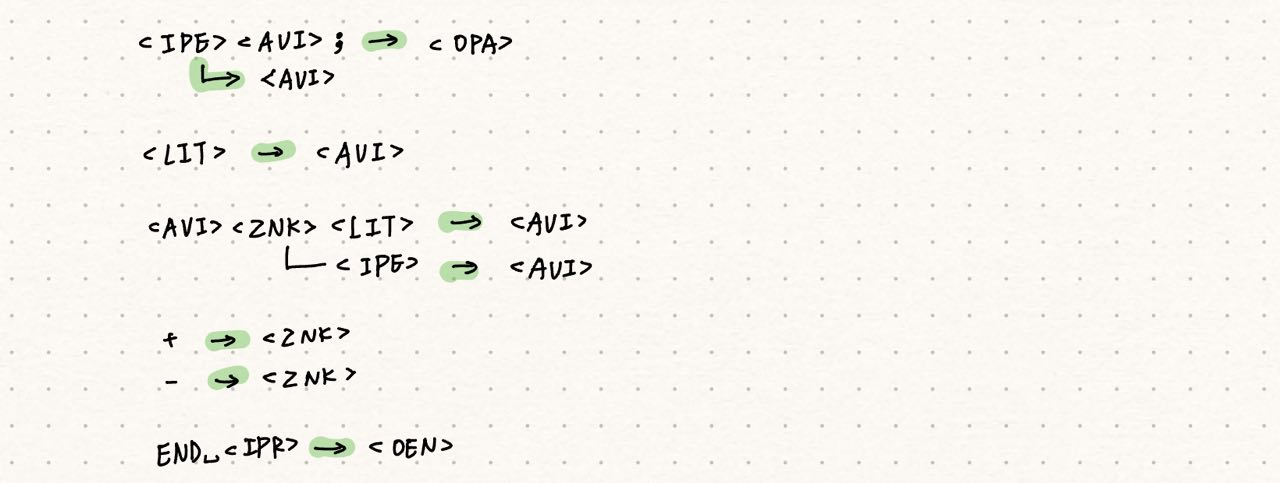 <IPE> <AVI> ; → <OPA>
↳ <AVI>
<LIT> → <AVI>
<AVI> <ZNK> <LIT> → <AVI>
└ <IPE> → <AVI>
+ → <ZNK>
- → <ZNK>
END␣<IPR> → <OEN>